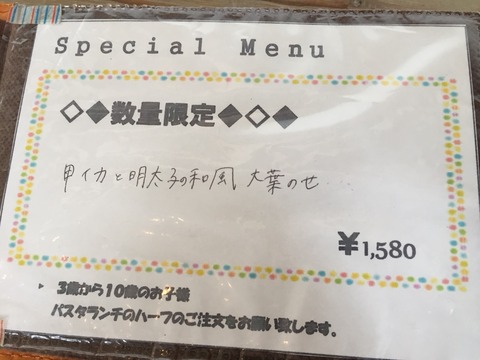 Special Menu
◇◆数量限定◆◇◆
甲イカと明太子の和風 大葉のせ
¥1,580
▶ 3歳から10歳のお子様
パスタランチのハーフのご注文をお願い致します。